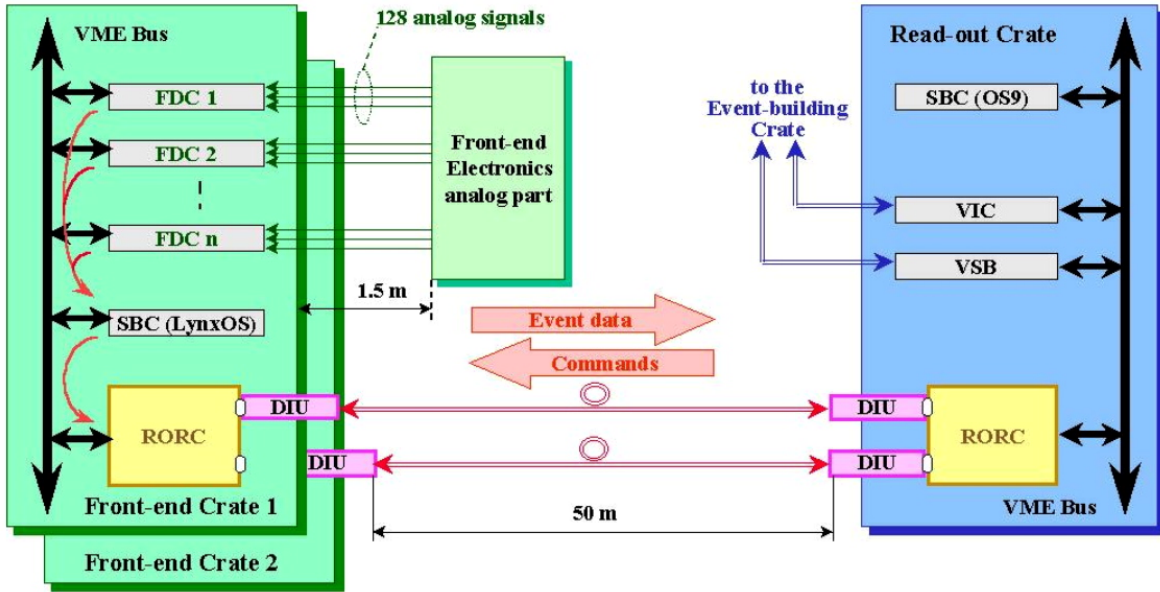 128 analog signals
VME Bus
FDC 1
FDC 2
FDC n
SBC (LynxOS)
RORC
DIU
DIU
Front-end Crate 1
Front-end Crate 2
Front-end
Electronics
analog part
1.5 m
Event data
Commands
50 m
to the
Event-building
Crate
Read-out Crate
SBC (OS9)
VIC
VSB
DIU
DIU
RORC
VME Bus